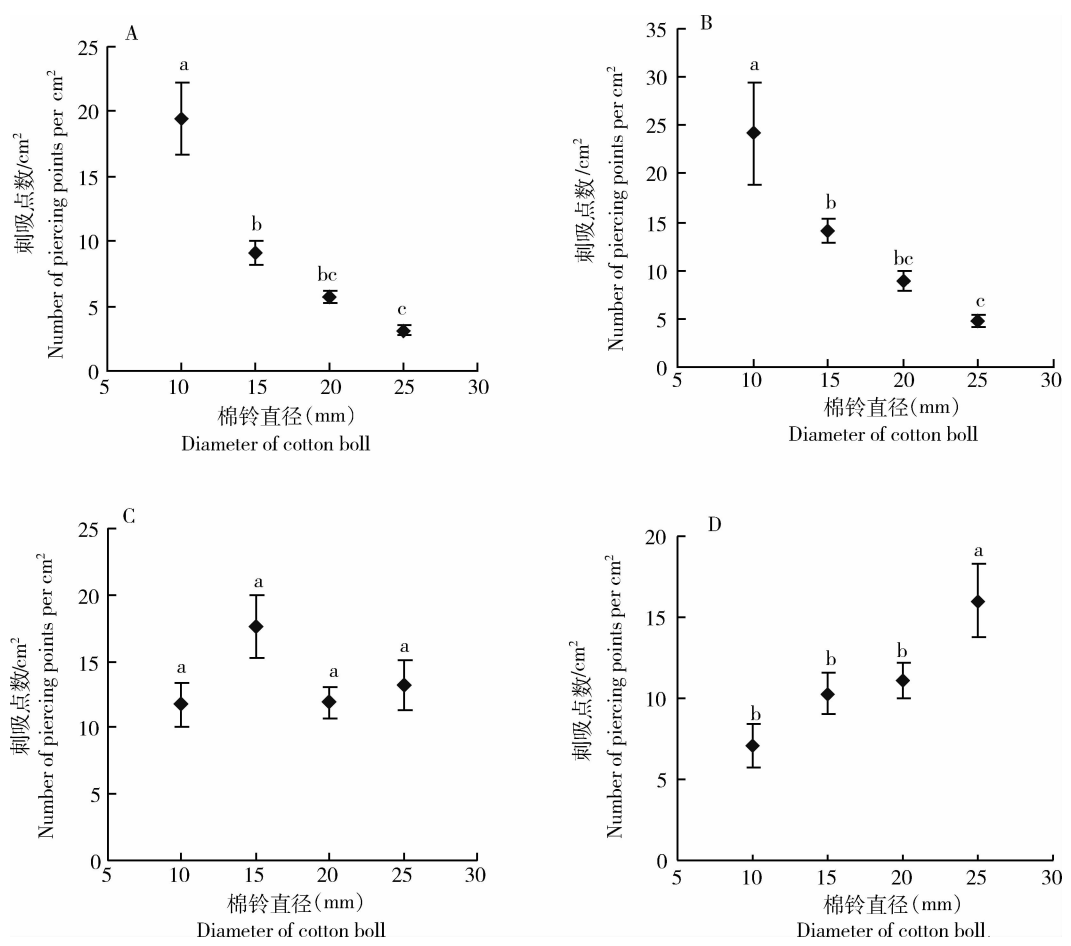 A
25
20
15
10
5
0
a
b
bc
c
5 10 15 20 25 30
刺吸点数/cm²
Number of piercing points per cm²
棉铃直径(mm)
Diameter of cotton boll
B
35
30
25
20
15
10
5
0
a
b
bc
c
5 10 15 20 25 30
刺吸点数/cm²
Number of piercing points per cm²
棉铃直径(mm)
Diameter of cotton boll
C
25
20
15
10
5
0
a
a
a
a
5 10 15 20 25 30
刺吸点数/cm²
Number of piercing points per cm²
棉铃直径(mm)
Diameter of cotton boll
D
20
15
10
5
0
b
b
b
a
5 10 15 20 25 30
刺吸点数/cm²
Number of piercing points per cm²
棉铃直径(mm)
Diameter of cotton boll.